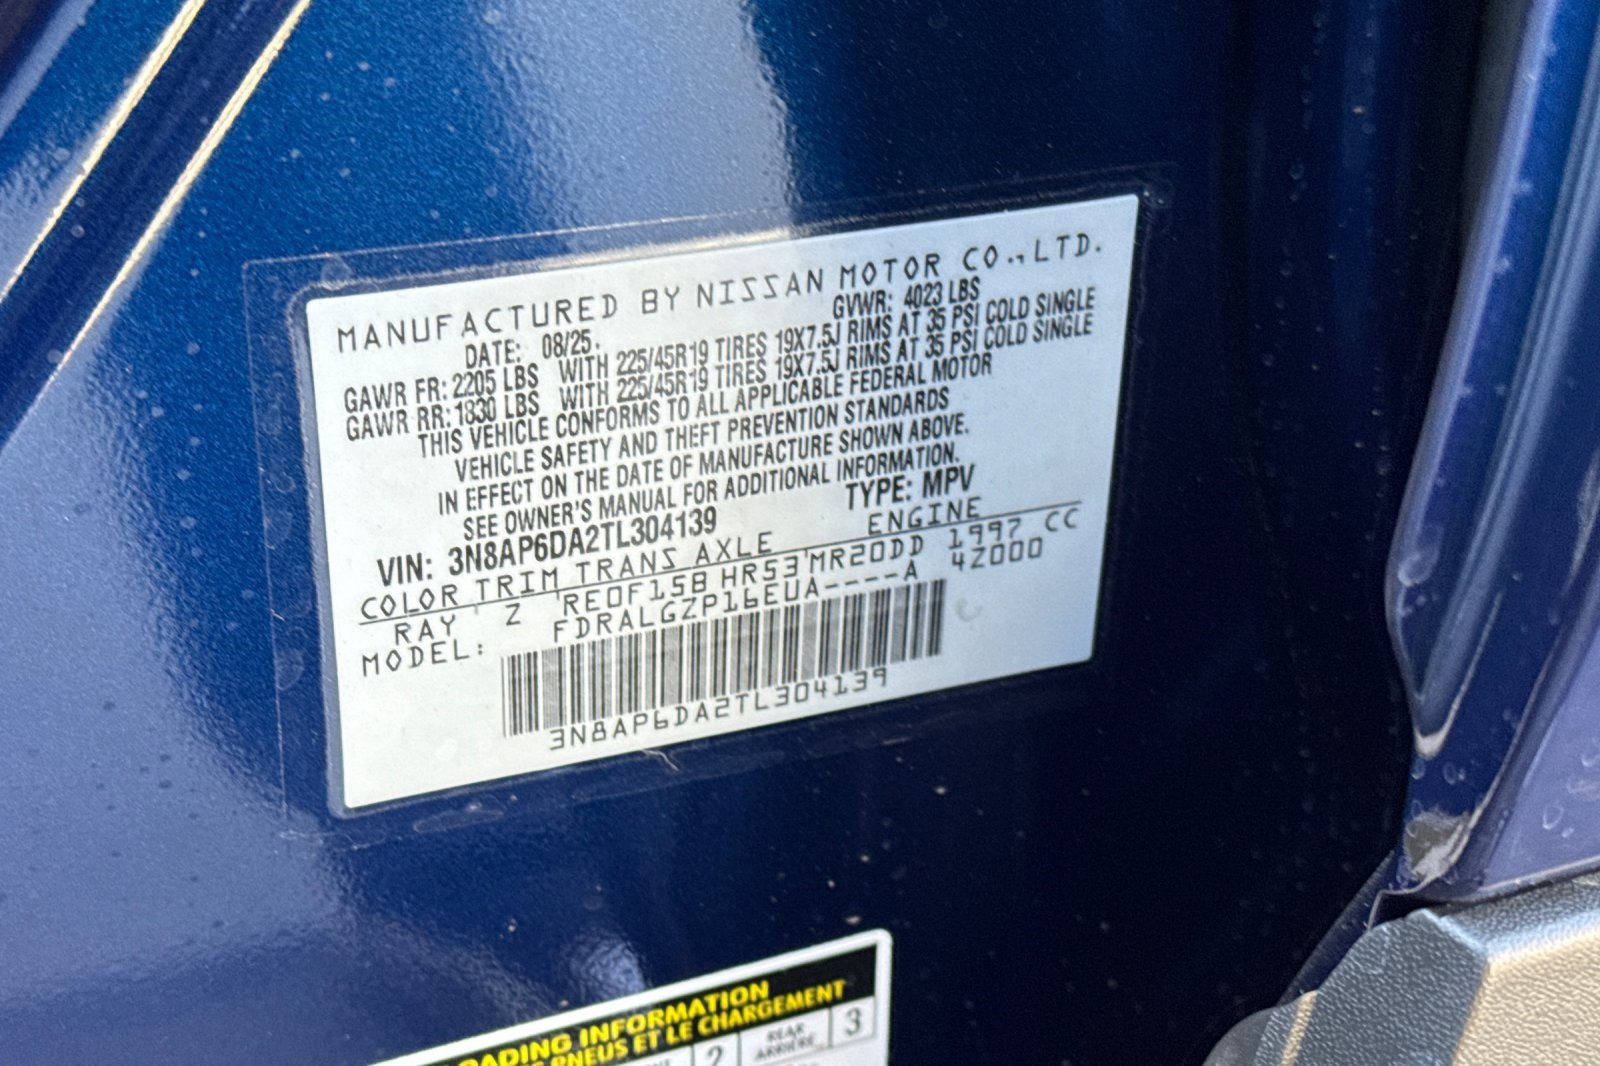 MANUFACTURED BY NISSAN MOTOR CO., LTD.
DATE: 08/25. GVWR: 4023 LBS
GAWR FR: 2205 LBS WITH 225/45R19 TIRES 19X7.5J RIMS AT 35 PSI COLD SINGLE
GAWR RR: 1830 LBS WITH 225/45R19 TIRES 19X7.5J RIMS AT 35 PSI COLD SINGLE
THIS VEHICLE CONFORMS TO ALL APPLICABLE FEDERAL MOTOR
VEHICLE SAFETY AND THEFT PREVENTION STANDARDS
IN EFFECT ON THE DATE OF MANUFACTURE SHOWN ABOVE.
SEE OWNER'S MANUAL FOR ADDITIONAL INFORMATION.
VIN: 3N8AP6DA2TL304139 TYPE: MPV
COLOR TRIM TRANS AXLE ENGINE
RAY Z RE0F15B HR53 MR20DD 1997 CC
MODEL: FDRALGZP16EUA----A 4Z000
3N8AP6DA2TL304139
OADING INFORMATION
PNEUS ET LE CHARGEMENT
2 REAR 3
ARRIÈRE